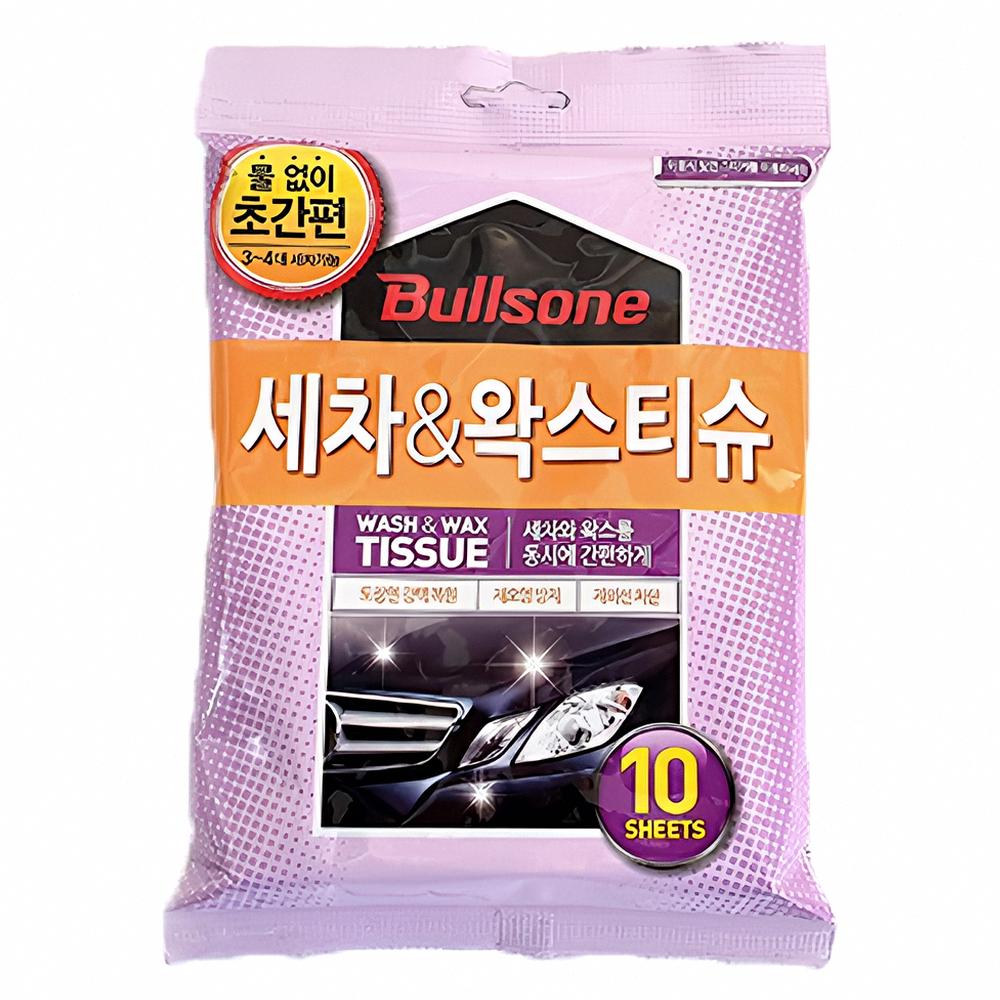 물 없이
초간편
Bullsone
세차&왁스티슈
WASH & WAX
TISSUE
세차와 왁스를
동시에 간편하게
10
SHEETS